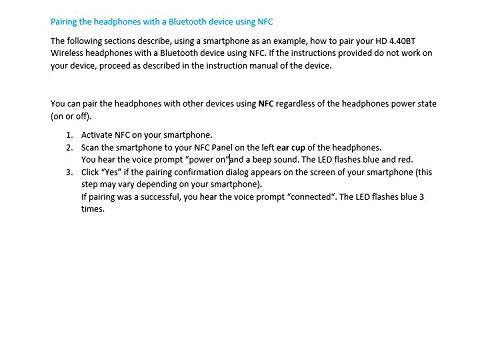 Pairing the headphones with a Bluetooth device using NFC
The following sections describe, using a smartphone as an example, how to pair your HD 4.40BT
Wireless headphones with a Bluetooth device using NFC. If the instructions provided do not work on
your device, proceed as described in the instruction manual of the device.
You can pair the headphones with other devices using NFC regardless of the headphones power state
(on or off).
1. Activate NFC on your smartphone.
2. Scan the smartphone to your NFC Panel on the left ear cup of the headphones.
You hear the voice prompt “power on”and a beep sound. The LED flashes blue and red.
3. Click “Yes” if the pairing confirmation dialog appears on the screen of your smartphone (this
step may vary depending on your smartphone).
If pairing was a successful, you hear the voice prompt “connected”. The LED flashes blue 3
times.